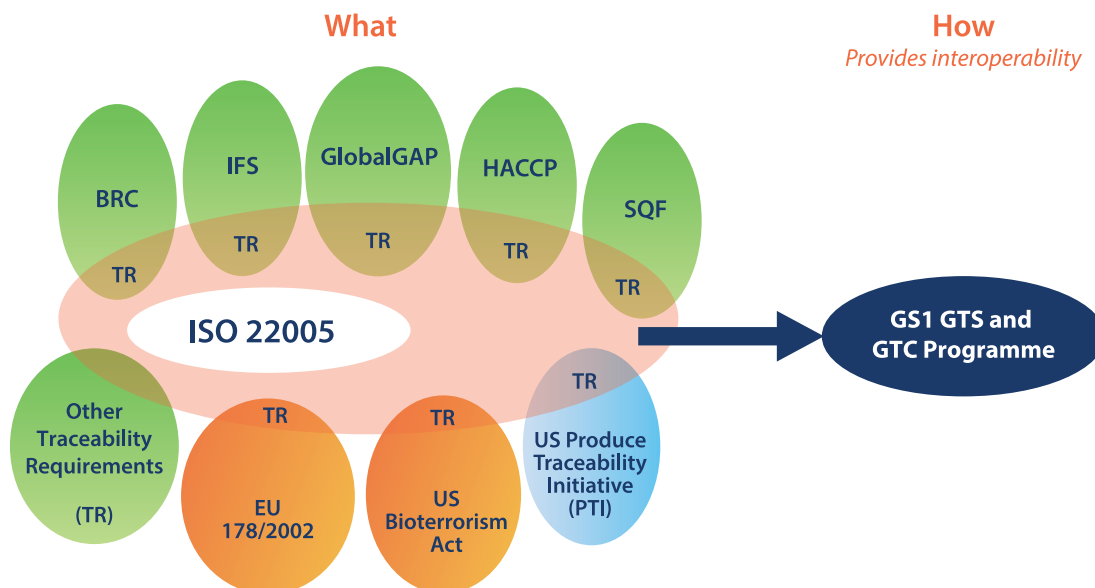 What
How
Provides interoperability
BRC
TR
IFS
TR
GlobalGAP
TR
HACCP
TR
SQF
TR
ISO 22005
GS1 GTS and
GTC Programme
Other
Traceability
Requirements
(TR)
TR
EU
178/2002
TR
US
Bioterrorism
Act
TR
US Produce
Traceability
Initiative
(PTI)